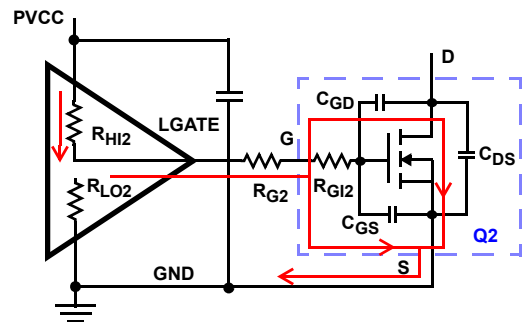 PVCC
D
CGD
LGATE
G
RHI2
CDS
RLO2
RG2
RGI2
CGS
Q2
GND
S